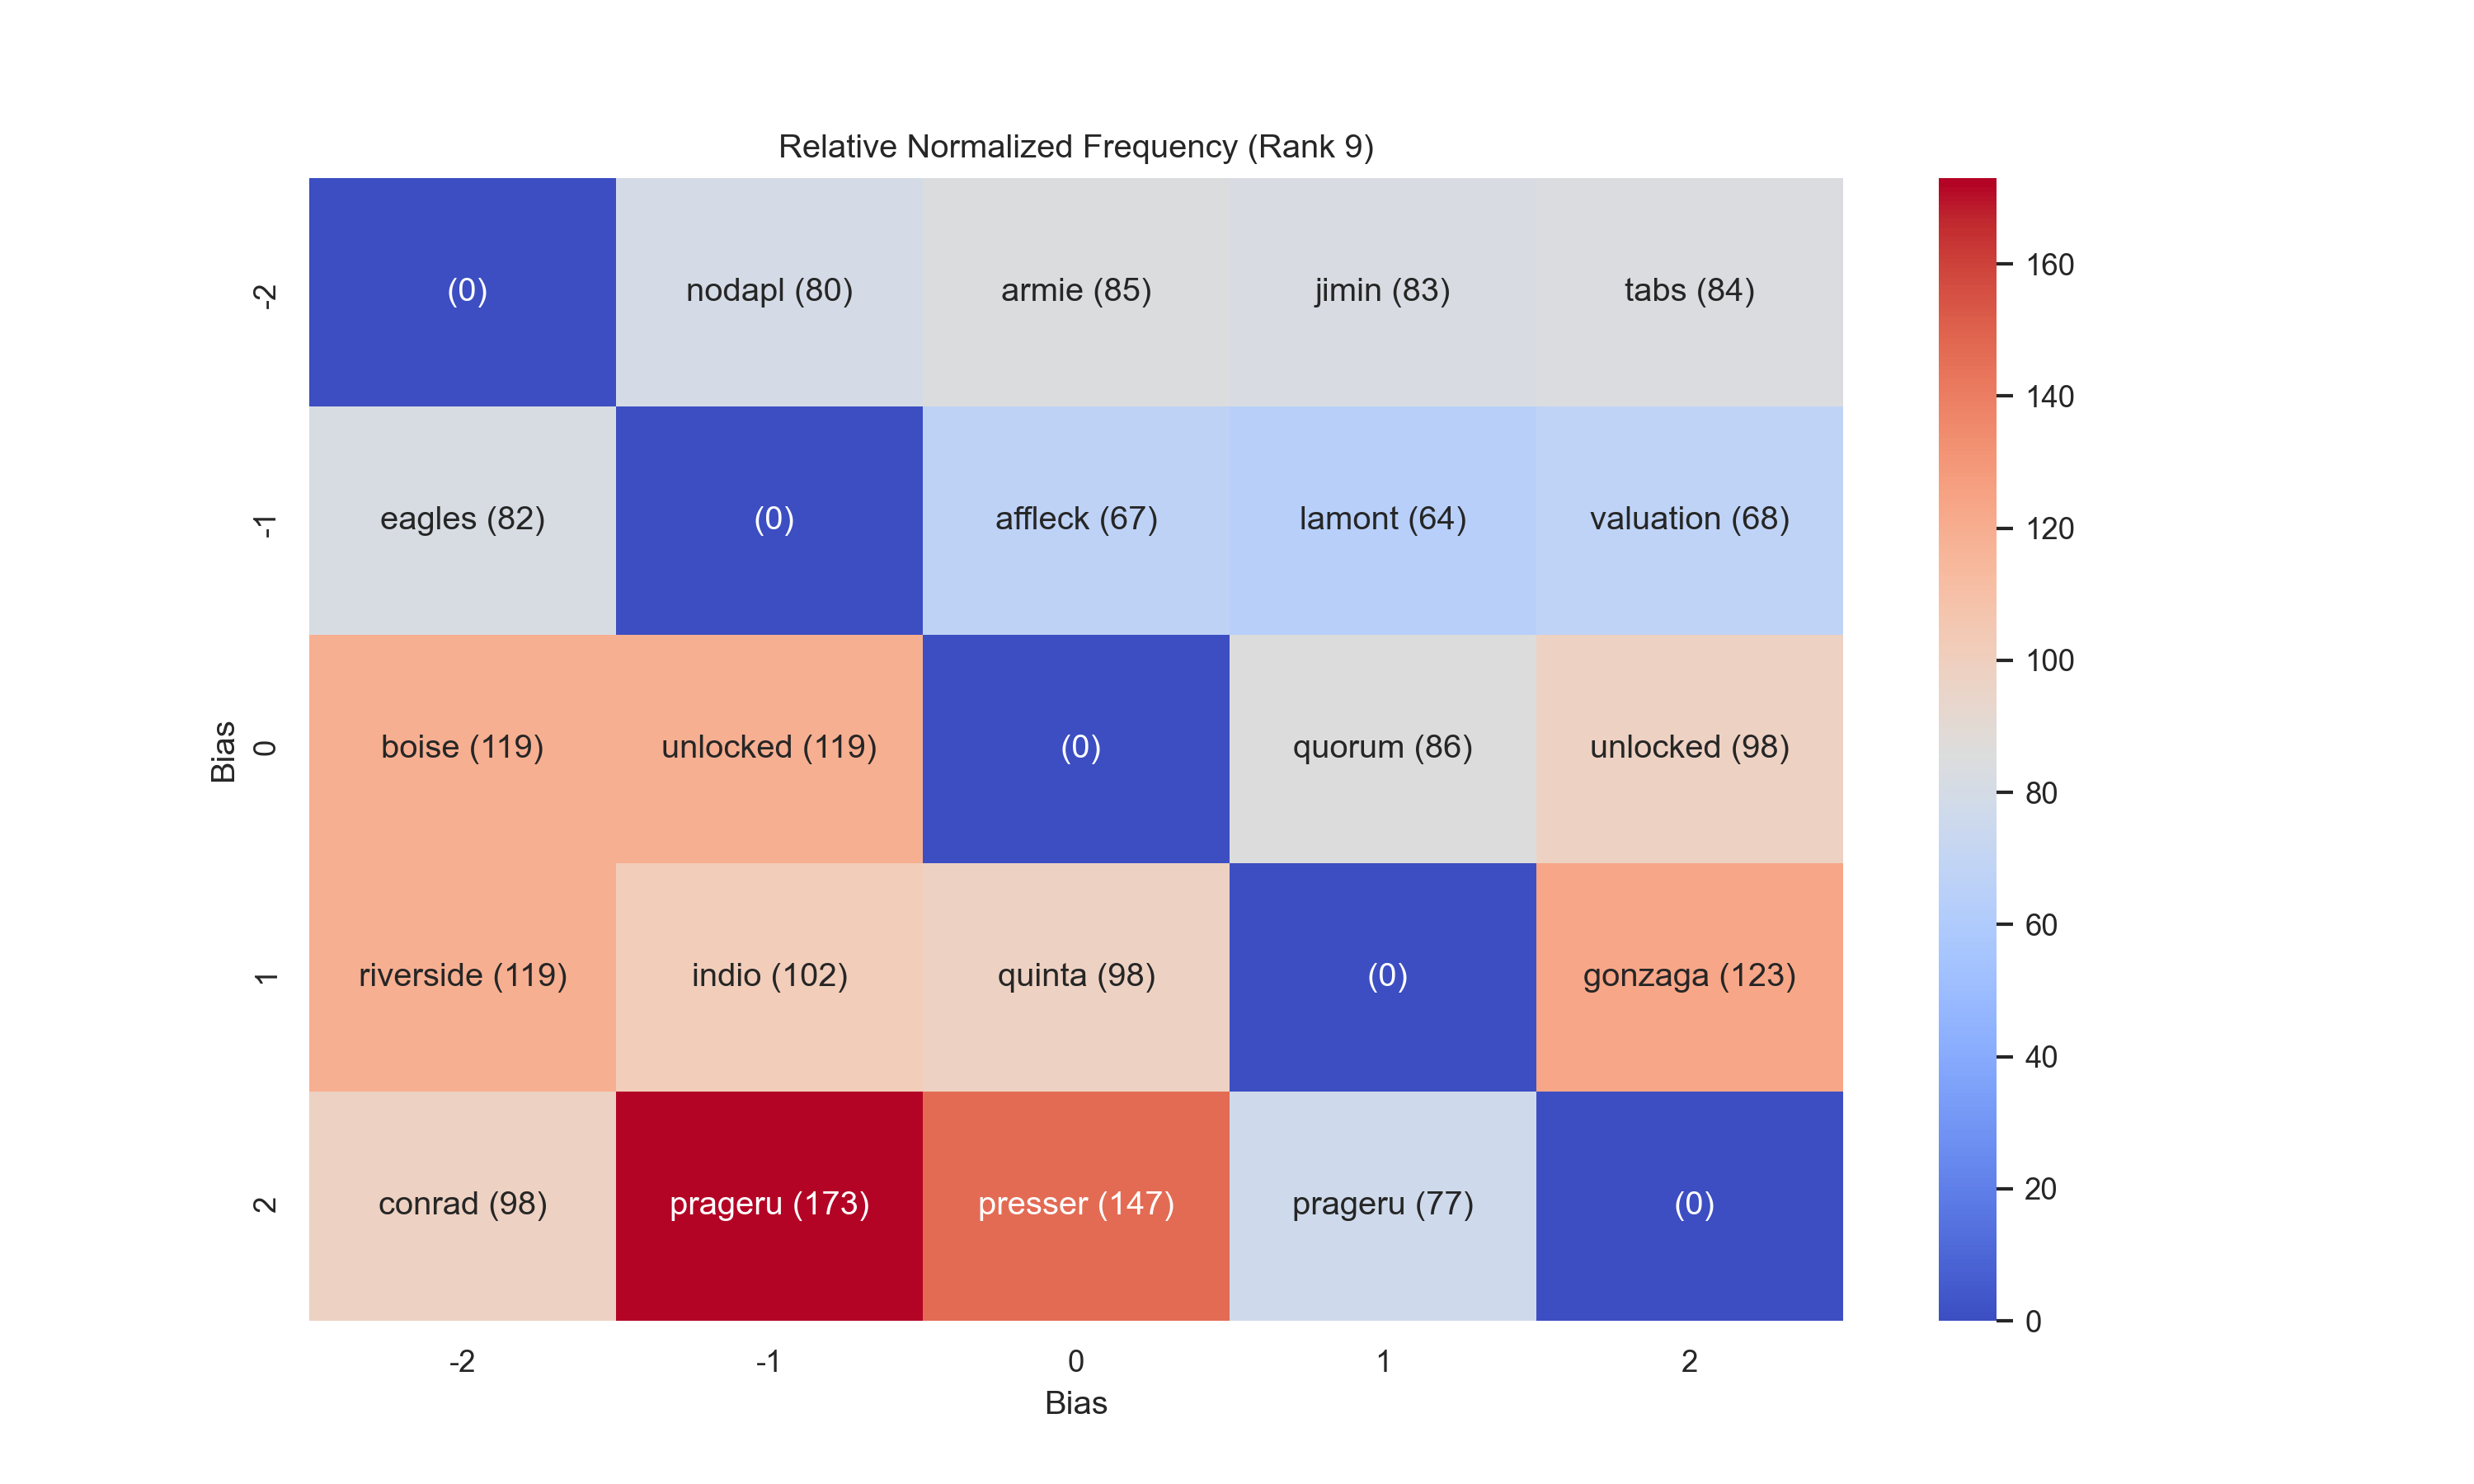 Relative Normalized Frequency (Rank 9)
-2
(0)
nodapl (80)
armie (85)
jimin (83)
tabs (84)
-1
eagles (82)
(0)
affleck (67)
lamont (64)
valuation (68)
Bias
0
boise (119)
unlocked (119)
(0)
quorum (86)
unlocked (98)
1
riverside (119)
indio (102)
quinta (98)
(0)
gonzaga (123)
2
conrad (98)
prageru (173)
presser (147)
prageru (77)
(0)
-2
-1
0
1
2
Bias
160
140
120
100
80
60
40
20
0